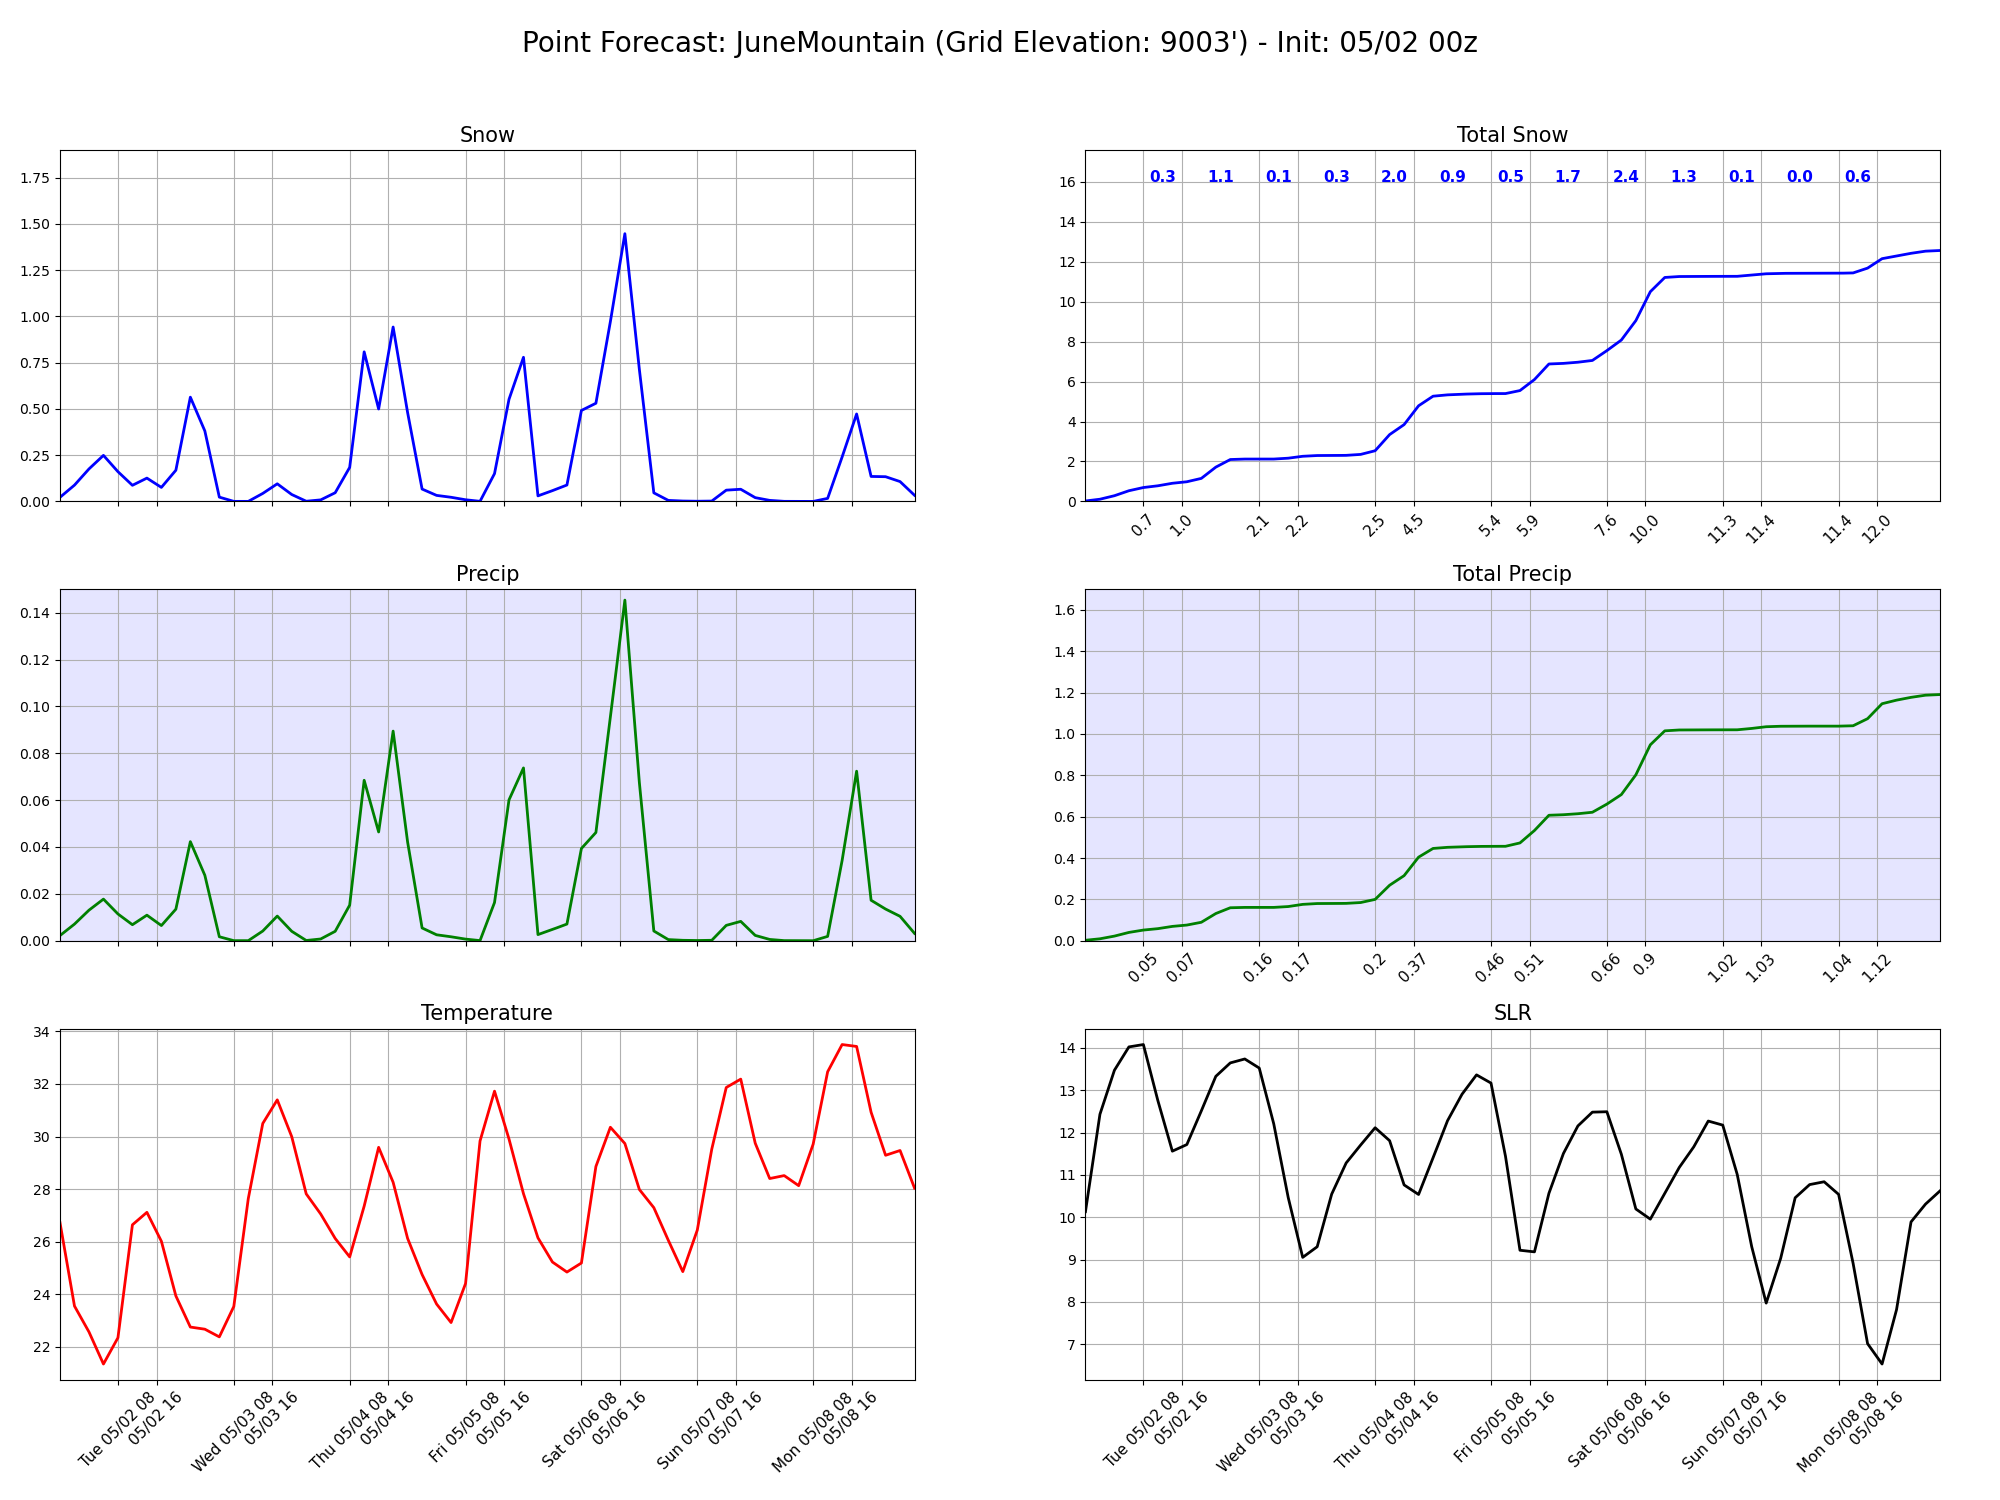 Point Forecast: JuneMountain (Grid Elevation: 9003') - Init: 05/02 00z
Snow
1.75
1.50
1.25
1.00
0.75
0.50
0.25
0.00
Total Snow
0.3 1.1 0.1 0.3 2.0 0.9 0.5 1.7 2.4 1.3 0.1 0.0 0.6
16
14
12
10
8
6
4
2
0
0.7 1.0 2.1 2.2 2.5 4.5 5.4 5.9 7.6 10.0 11.3 11.4 11.4 12.0
Precip
0.14
0.12
0.10
0.08
0.06
0.04
0.02
0.00
Total Precip
1.6
1.4
1.2
1.0
0.8
0.6
0.4
0.2
0.0
0.05 0.07 0.16 0.17 0.2 0.37 0.46 0.51 0.66 0.9 1.02 1.03 1.04 1.12
Temperature
34
32
30
28
26
24
22
Tue 05/02 08
05/02 16
Wed 05/03 08
05/03 16
Thu 05/04 08
05/04 16
Fri 05/05 08
05/05 16
Sat 05/06 08
05/06 16
Sun 05/07 08
05/07 16
Mon 05/08 08
05/08 16
SLR
14
13
12
11
10
9
8
7
Tue 05/02 08
05/02 16
Wed 05/03 08
05/03 16
Thu 05/04 08
05/04 16
Fri 05/05 08
05/05 16
Sat 05/06 08
05/06 16
Sun 05/07 08
05/07 16
Mon 05/08 08
05/08 16